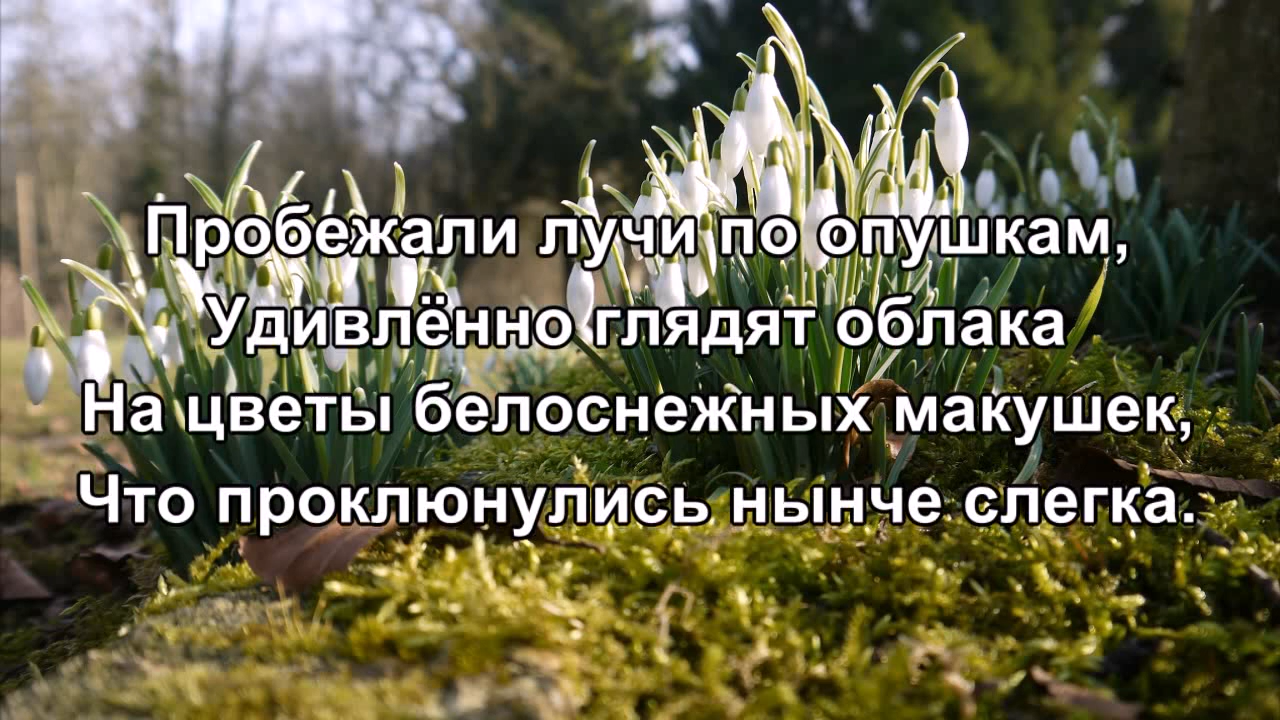 Пробежали лучи по опушкам,
Удивлённо глядят облака
На цветы белоснежных макушек,
Что проклюнулись нынче слегка.